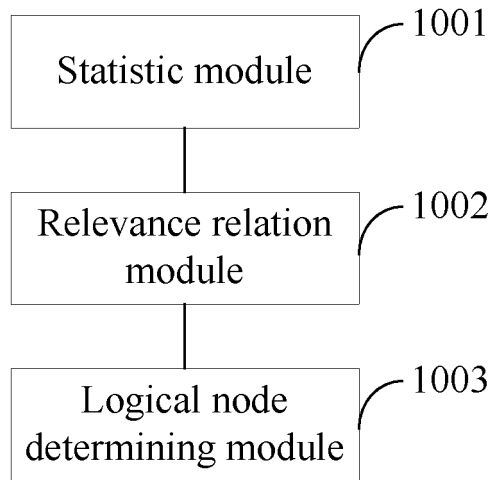 1001
Statistic module
1002
Relevance relation
module
1003
Logical node
determining module